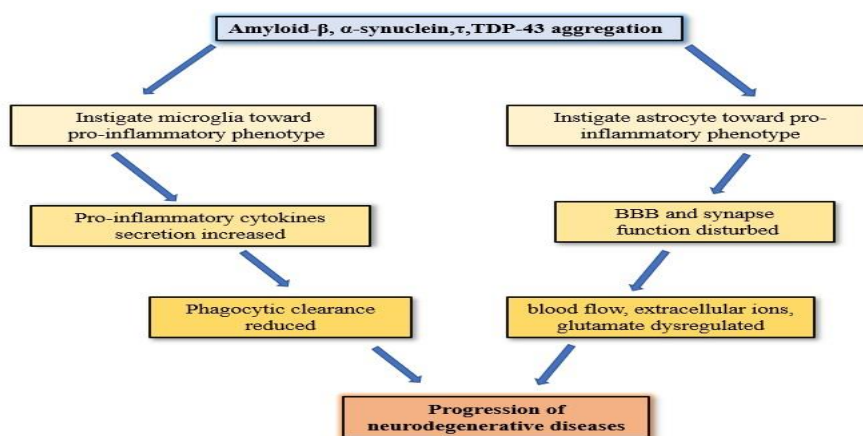 Amyloid-β, α-synuclein,τ,TDP-43 aggregation
Instigate microglia toward
pro-inflammatory phenotype
Instigate astrocyte toward pro-
inflammatory phenotype
Pro-inflammatory cytokines
secretion increased
BBB and synapse
function disturbed
Phagocytic clearance
reduced
blood flow, extracellular ions,
glutamate dysregulated
Progression of
neurodegenerative diseases